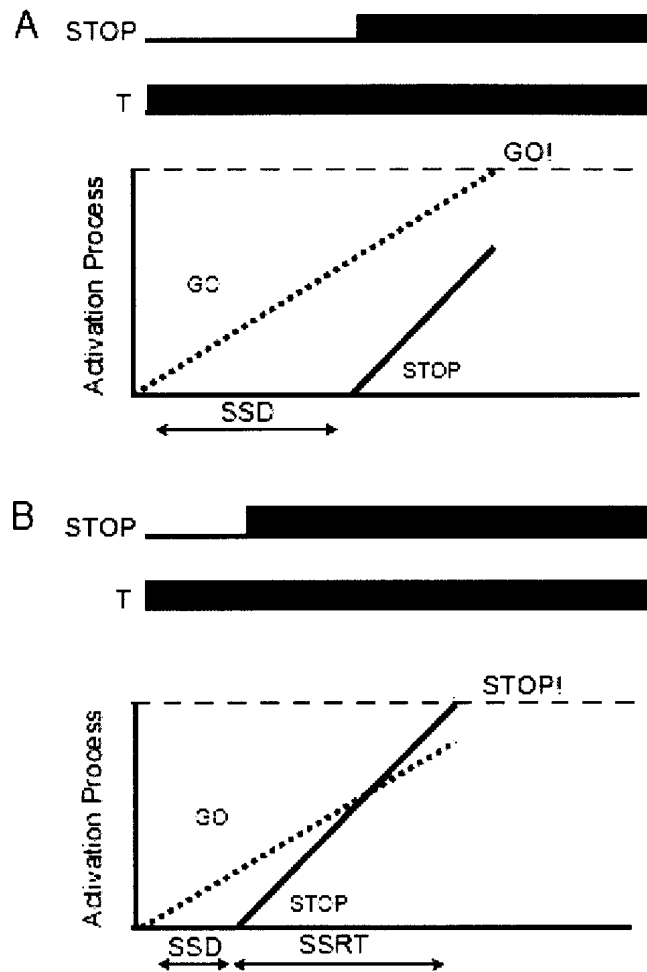 A
STOP
T
GO!
Activation Process
GO
STOP
SSD
B
STOP
T
STOP!
Activation Process
GO
STOP
SSD SSRT